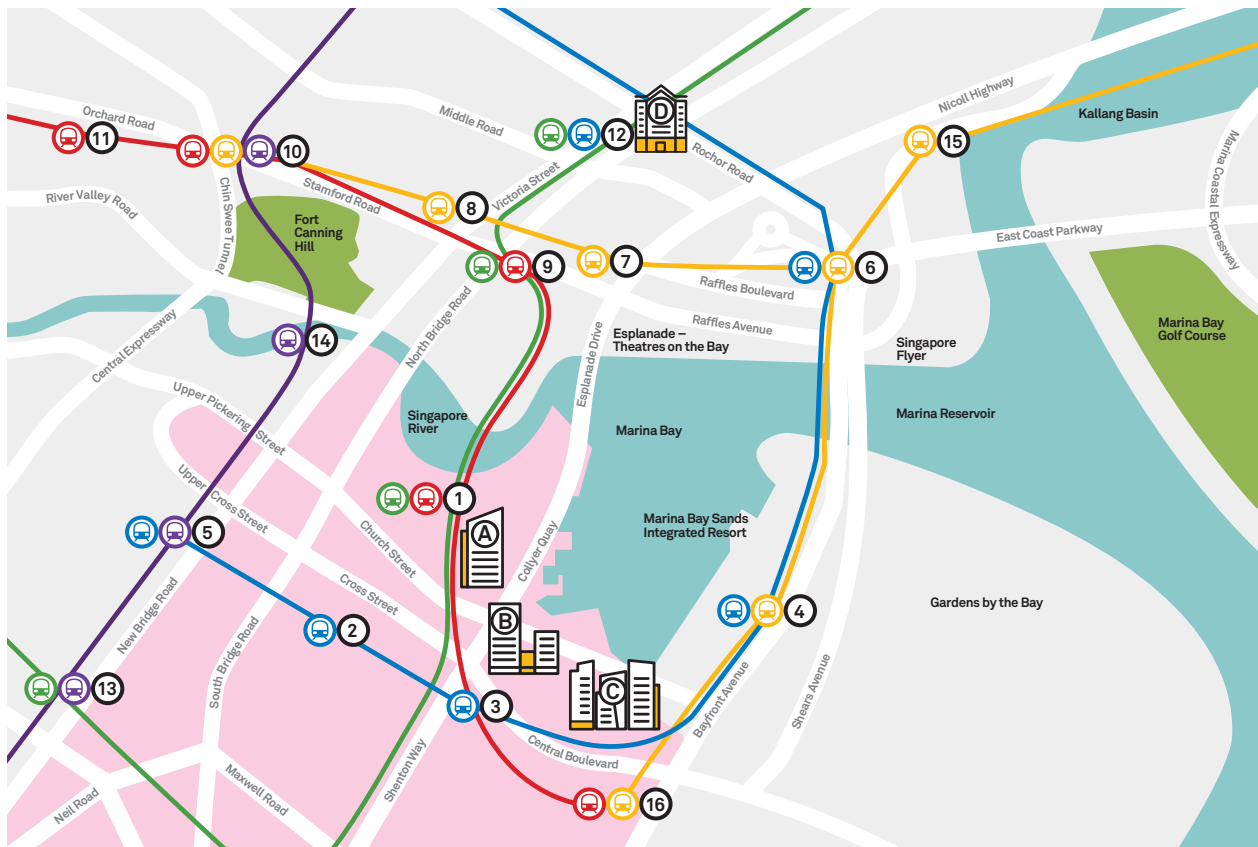 Orchard Road
11
10
Middle Road
12
D
Rochor Road
Nicoll Highway
15
Kallang Basin
Marina Coastal Expressway
River Valley Road
Chin Swee Tunnel
Stamford Road
Victoria Street
8
Fort
Canning
Hill
9
7
6
East Coast Parkway
Raffles Boulevard
Raffles Avenue
Central Expressway
14
North Bridge Road
Esplanade Drive
Esplanade –
Theatres on the Bay
Singapore
Flyer
Marina Bay
Golf Course
Upper Pickering Street
Singapore
River
Marina Bay
Marina Reservoir
Upper Cross Street
1
A
Church Street
Collyer Quay
Marina Bay Sands
Integrated Resort
5
Cross Street
New Bridge Road
2
South Bridge Road
B
4
Gardens by the Bay
13
3
C
Bayfront Avenue
Shears Avenue
Central Boulevard
Shenton Way
Neil Road
Maxwell Road
16